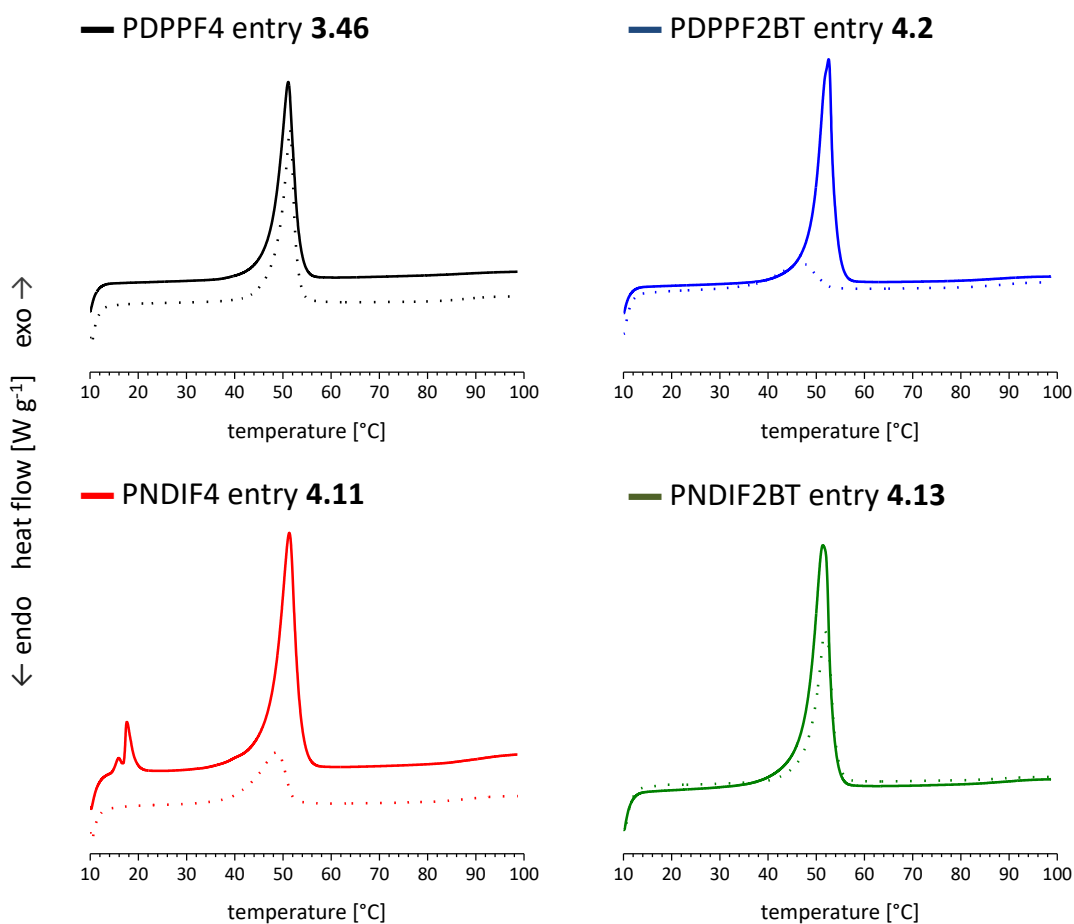 PDPPF4 entry 3.46
PDPPF2BT entry 4.2
10 20 30 40 50 60 70 80 90 100
temperature [°C]
10 20 30 40 50 60 70 80 90 100
temperature [°C]
← endo heat flow [W g⁻¹] exo →
PNDIF4 entry 4.11
PNDIF2BT entry 4.13
10 20 30 40 50 60 70 80 90 100
temperature [°C]
10 20 30 40 50 60 70 80 90 100
temperature [°C]